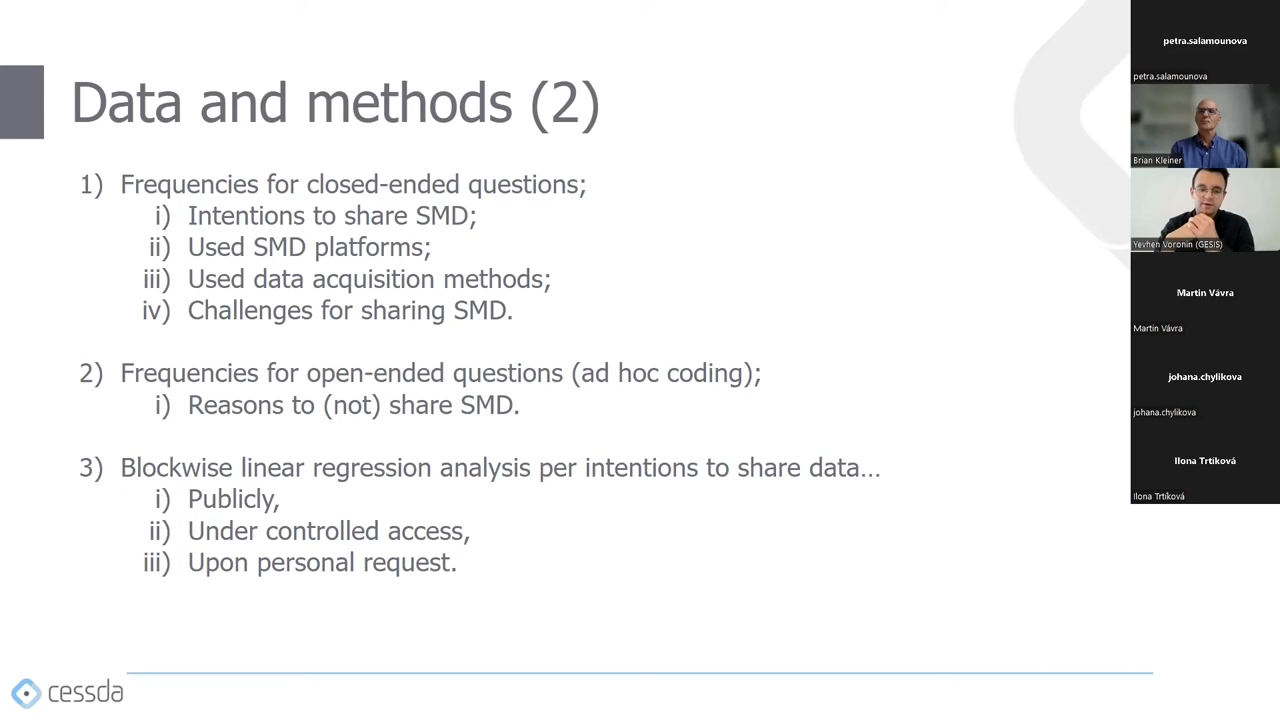 Data and methods (2)
1) Frequencies for closed-ended questions;
i) Intentions to share SMD;
ii) Used SMD platforms;
iii) Used data acquisition methods;
iv) Challenges for sharing SMD.
2) Frequencies for open-ended questions (ad hoc coding);
i) Reasons to (not) share SMD.
3) Blockwise linear regression analysis per intentions to share data…
i) Publicly,
ii) Under controlled access,
iii) Upon personal request.
cessda
petra.salamounova
petra.salamounova
Brian Kleiner
Yevhen Voronin (GESIS)
Martin Vávra
Martin Vávra
johana.chylikova
johana.chylikova
Ilona Trtíková
Ilona Trtíková